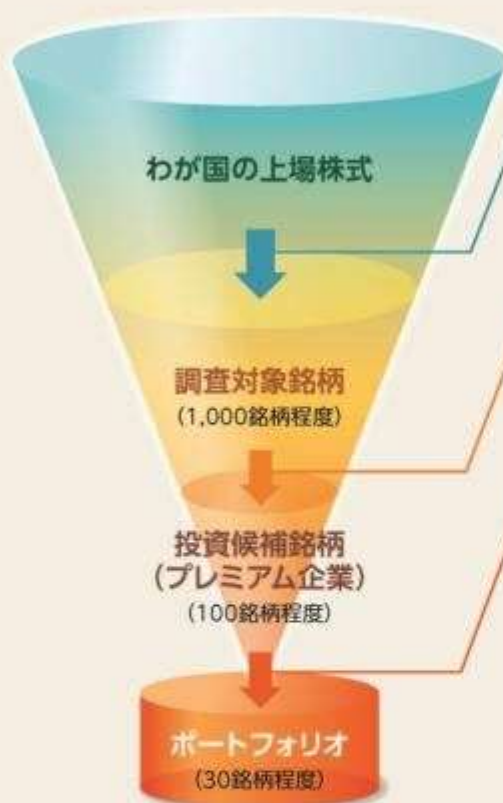 わが国の上場株式
調査対象銘柄
(1,000銘柄程度)
投資候補銘柄
(プレミアム企業)
(100銘柄程度)
ポートフォリオ
(30銘柄程度)